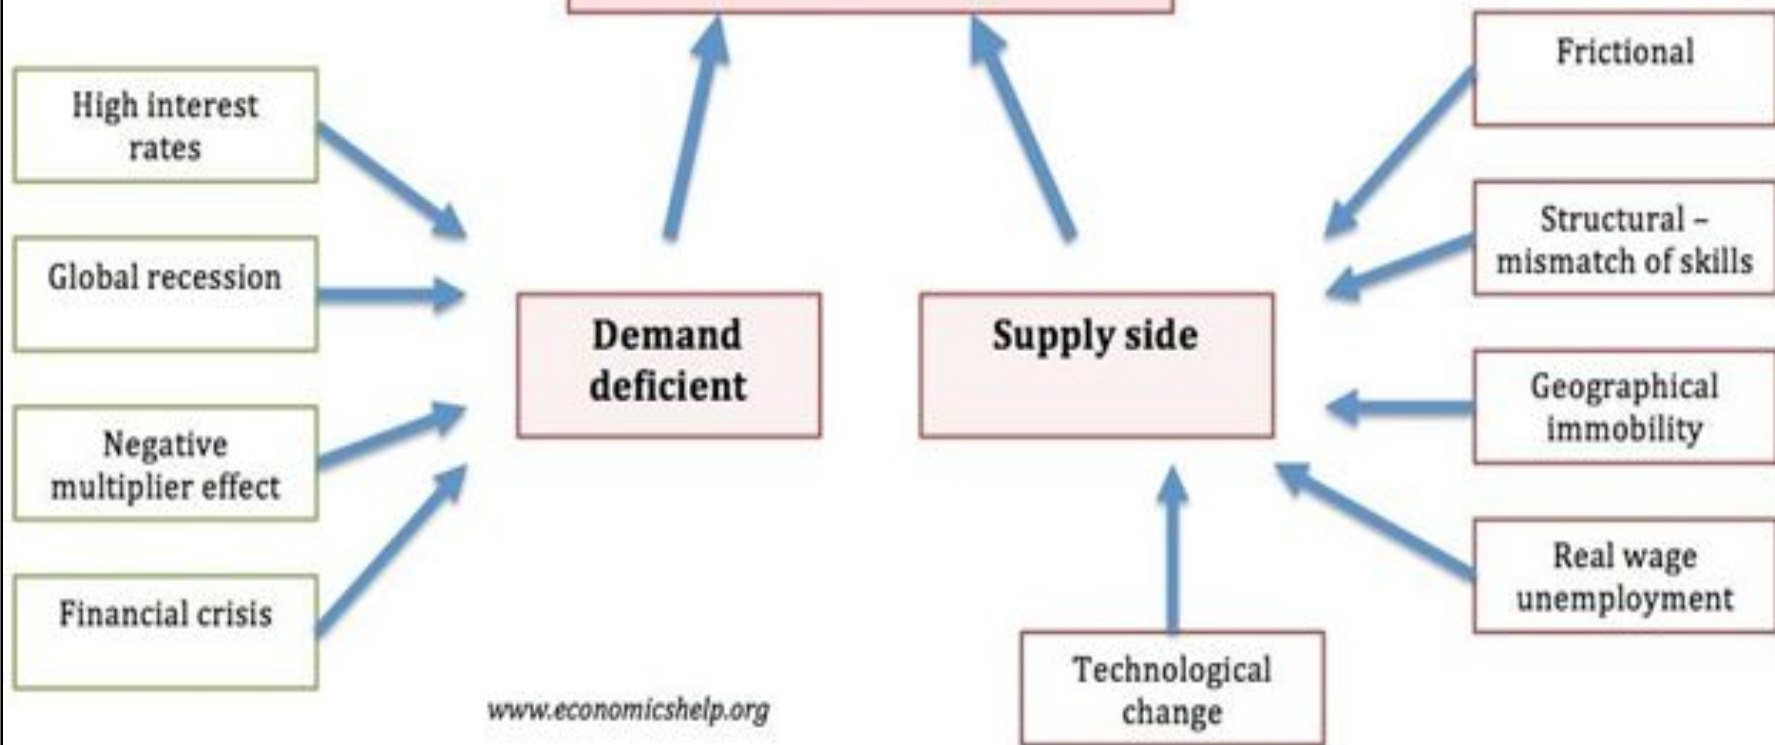 High interest
rates
Global recession
Negative
multiplier effect
Financial crisis
Demand
deficient
Supply side
Frictional
Structural –
mismatch of skills
Geographical
immobility
Real wage
unemployment
Technological
change
www.economicshelp.org